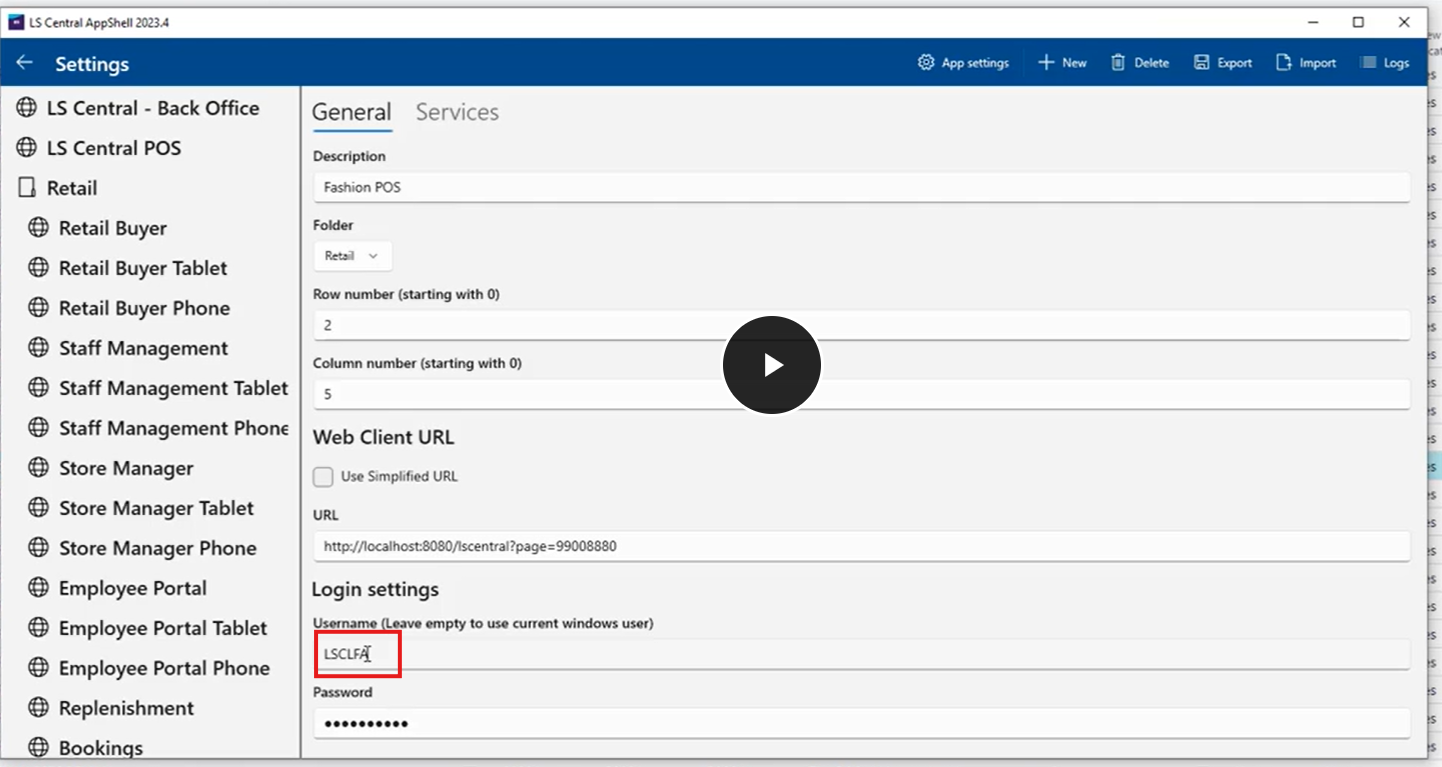 LS Central AppShell 2023.4
Settings
App settings
New
Delete
Export
Import
Logs
LS Central - Back Office
LS Central POS
Retail
Retail Buyer
Retail Buyer Tablet
Retail Buyer Phone
Staff Management
Staff Management Tablet
Staff Management Phone
Store Manager
Store Manager Tablet
Store Manager Phone
Employee Portal
Employee Portal Tablet
Employee Portal Phone
Replenishment
Bookings
General Services
Description
Fashion POS
Folder
Retail
Row number (starting with 0)
2
Column number (starting with 0)
5
Web Client URL
Use Simplified URL
URL
http://localhost:8080/lscentral?page=99008880
Login settings
Username (Leave empty to use current windows user)
LSCLFA
Password
••••••••••